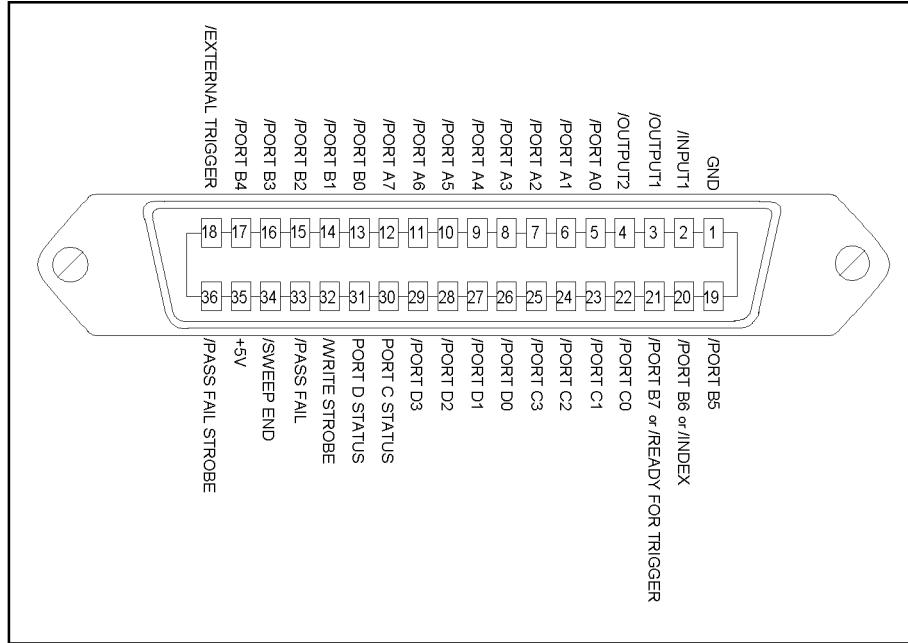 /EXTERNAL TRIGGER
/PORT B4
/PORT B3
/PORT B2
/PORT B1
/PORT B0
/PORT A7
/PORT A6
/PORT A5
/PORT A4
/PORT A3
/PORT A2
/PORT A1
/PORT A0
/OUTPUT2
/OUTPUT1
/INPUT1
GND
18 17 16 15 14 13 12 11 10 9 8 7 6 5 4 3 2 1
36 35 34 33 32 31 30 29 28 27 26 25 24 23 22 21 20 19
/PASS FAIL STROBE
+5V
/SWEEP END
/PASS FAIL
/WRITE STROBE
PORT D STATUS
PORT C STATUS
/PORT D3
/PORT D2
/PORT D1
/PORT D0
/PORT C3
/PORT C2
/PORT C1
/PORT C0
/PORT B7 or /READY FOR TRIGGER
/PORT B6 or /INDEX
/PORT B5